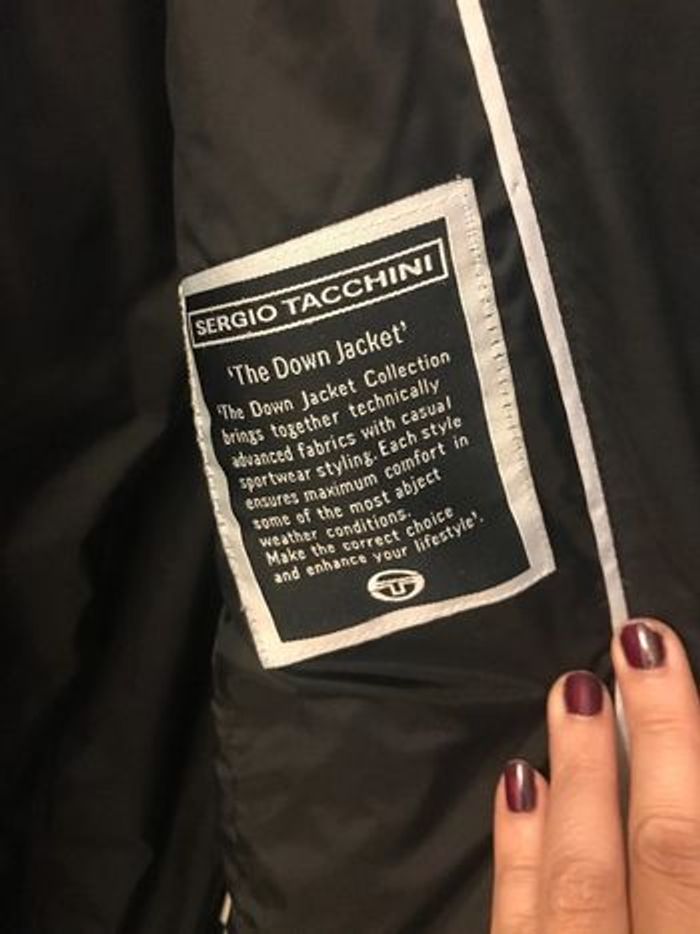 SERGIO TACCHINI
'The Down Jacket'
'The Down Jacket Collection
brings together technically
advanced fabrics with casual
sportwear styling. Each style
ensures maximum comfort in
some of the most abject
weather conditions.
Make the correct choice
and enhance your lifestyle'.